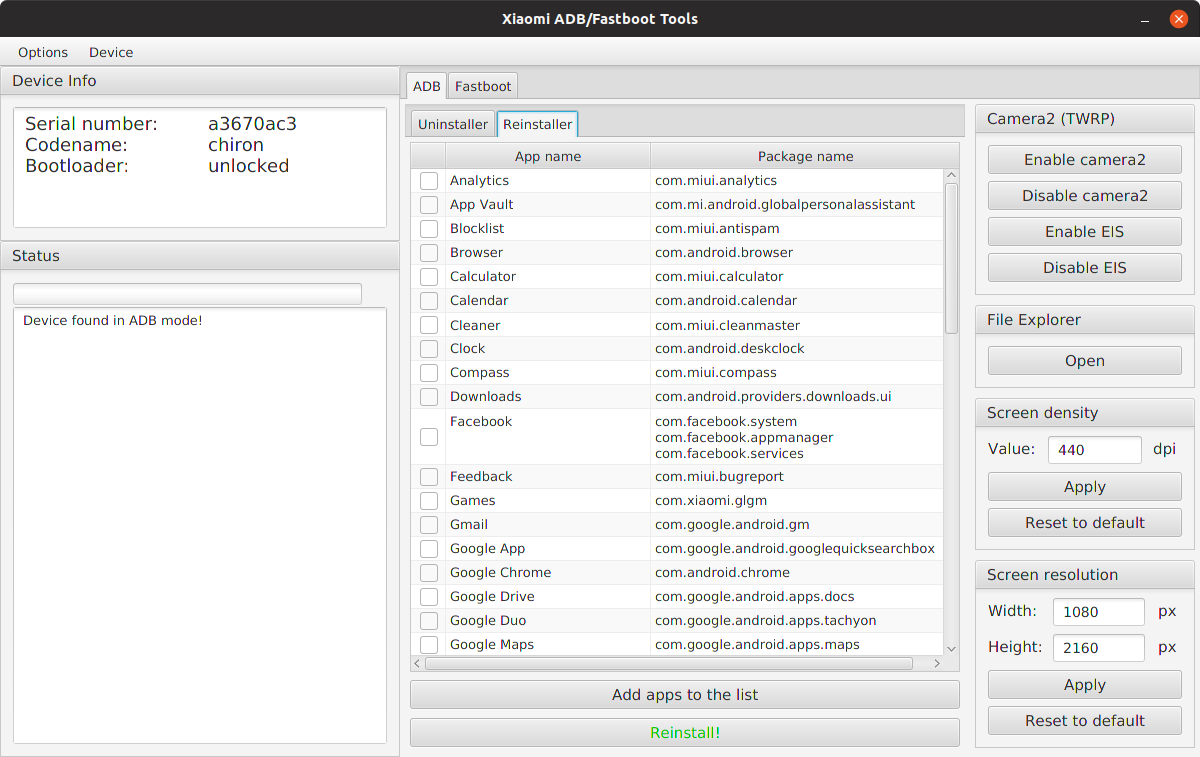 Xiaomi ADB/Fastboot Tools
Options Device
Device Info
Serial number: a3670ac3
Codename: chiron
Bootloader: unlocked
Status
Device found in ADB mode!
ADB Fastboot
Uninstaller Reinstaller
App name Package name
Analytics com.miui.analytics
App Vault com.mi.android.globalpersonalassistant
Blocklist com.miui.antispam
Browser com.android.browser
Calculator com.miui.calculator
Calendar com.android.calendar
Cleaner com.miui.cleanmaster
Clock com.android.deskclock
Compass com.miui.compass
Downloads com.android.providers.downloads.ui
Facebook com.facebook.system
com.facebook.appmanager
com.facebook.services
Feedback com.miui.bugreport
Games com.xiaomi.glgm
Gmail com.google.android.gm
Google App com.google.android.googlequicksearchbox
Google Chrome com.android.chrome
Google Drive com.google.android.apps.docs
Google Duo com.google.android.apps.tachyon
Google Maps com.google.android.apps.maps
Add apps to the list
Reinstall!
Camera2 (TWRP)
Enable camera2
Disable camera2
Enable EIS
Disable EIS
File Explorer
Open
Screen density
Value: 440 dpi
Apply
Reset to default
Screen resolution
Width: 1080 px
Height: 2160 px
Apply
Reset to default